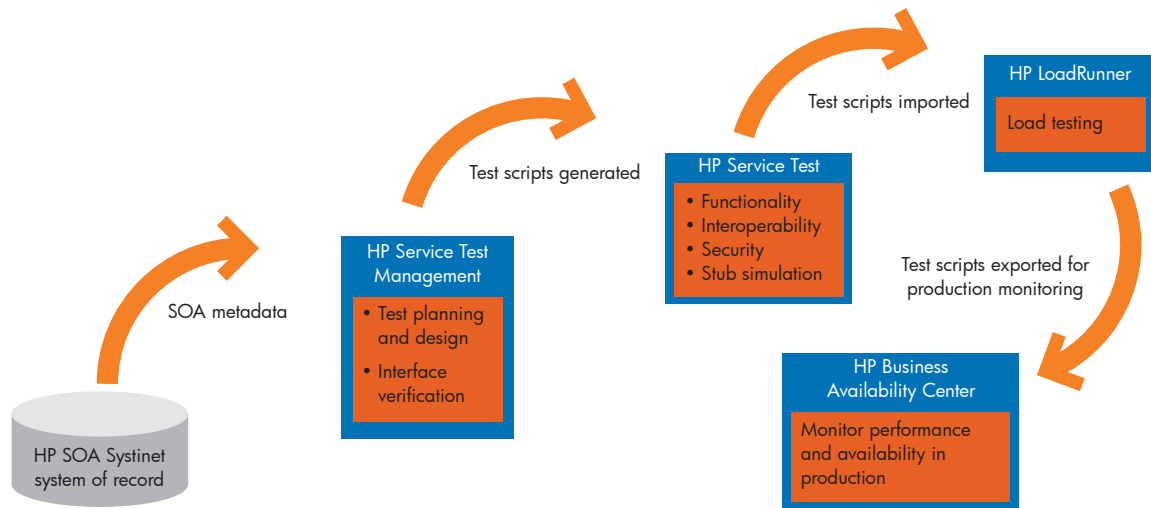 HP SOA Systinet
system of record
SOA metadata
HP Service Test
Management
• Test planning
and design
• Interface
verification
Test scripts generated
HP Service Test
• Functionality
• Interoperability
• Security
• Stub simulation
Test scripts imported
HP LoadRunner
Load testing
Test scripts exported for
production monitoring
HP Business
Availability Center
Monitor performance
and availability in
production